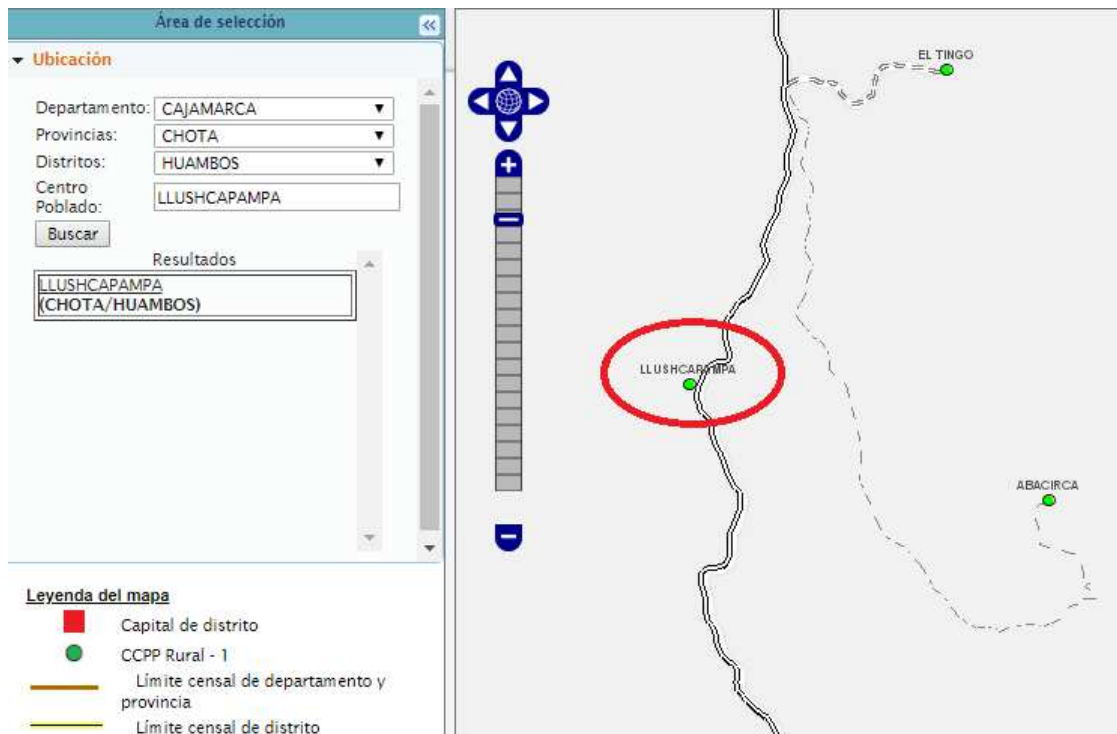 Área de selección
«
Ubicación
Departamento: CAJAMARCA
Provincias: CHOTA
Distritos: HUAMBOS
Centro
Poblado: LLUSHCAPAMPA
Buscar
Resultados
LLUSHCAPAMPA
(CHOTA/HUAMBOS)
Leyenda del mapa
Capital de distrito
CCPP Rural - 1
Límite censal de departamento y
provincia
Límite censal de distrito
EL TINGO
LLUSHCAPAMPA
ABACIRCA